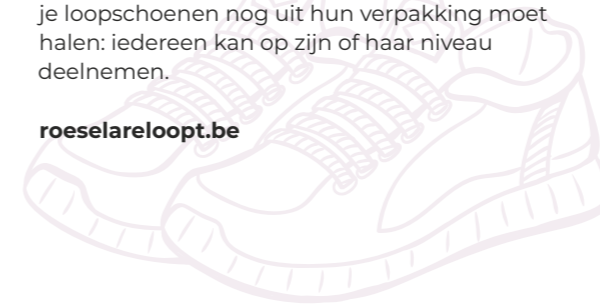 je loopschoenen nog uit hun verpakking moet
halen: iedereen kan op zijn of haar niveau
deelnemen.
roeselareloopt.be